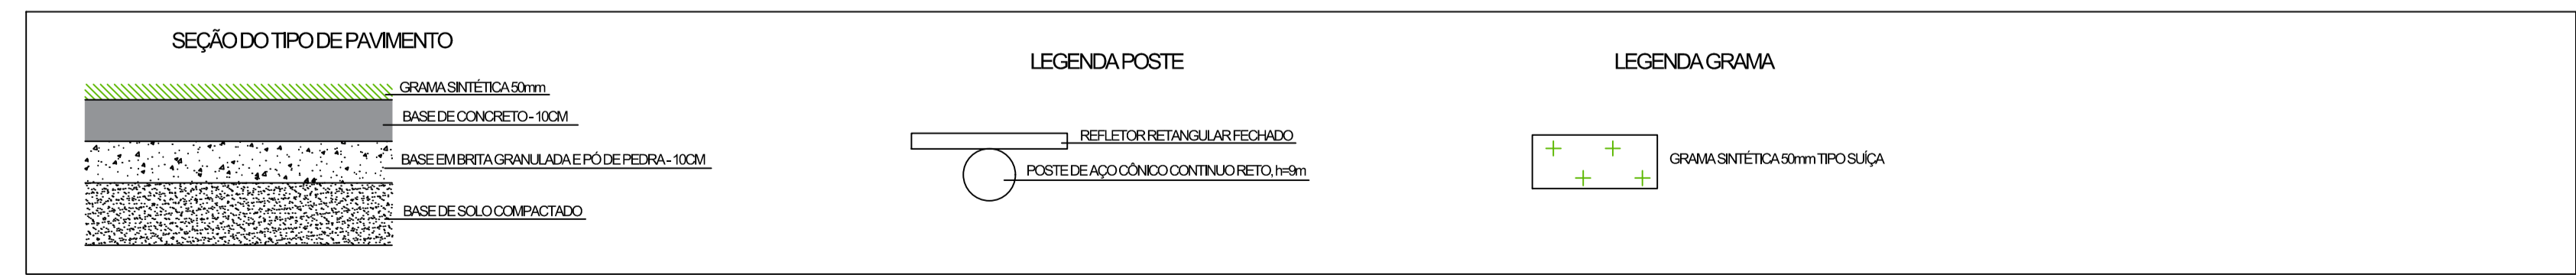 SEÇÃO DO TIPO DE PAVIMENTO
GRAMA SINTÉTICA 50mm
BASE DE CONCRETO - 10CM
BASE EM BRITA GRANULADA E PÓ DE PEDRA - 10CM
BASE DE SOLO COMPACTADO
LEGENDA POSTE
REFLETOR RETANGULAR FECHADO
POSTE DE AÇO CÔNICO CONTINUO RETO, h=9m
LEGENDA GRAMA
GRAMA SINTÉTICA 50mm TIPO SUÍÇA